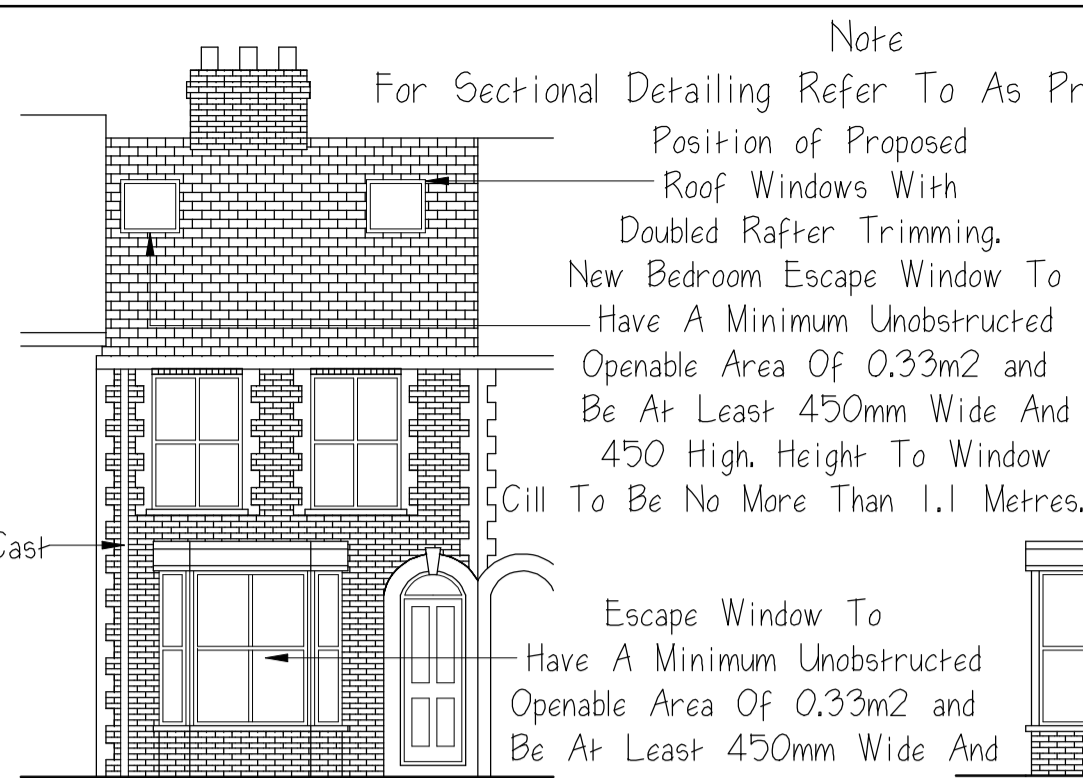 Note
For Sectional Detailing Refer To As Pr
Position of Proposed
Roof Windows With
Doubled Rafter Trimming.
New Bedroom Escape Window To
Have A Minimum Unobstructed
Openable Area Of 0.33m2 and
Be At Least 450mm Wide And
450 High. Height To Window
Cill To Be No More Than 1.1 Metres.
Cast
Escape Window To
Have A Minimum Unobstructed
Openable Area Of 0.33m2 and
Be At Least 450mm Wide And